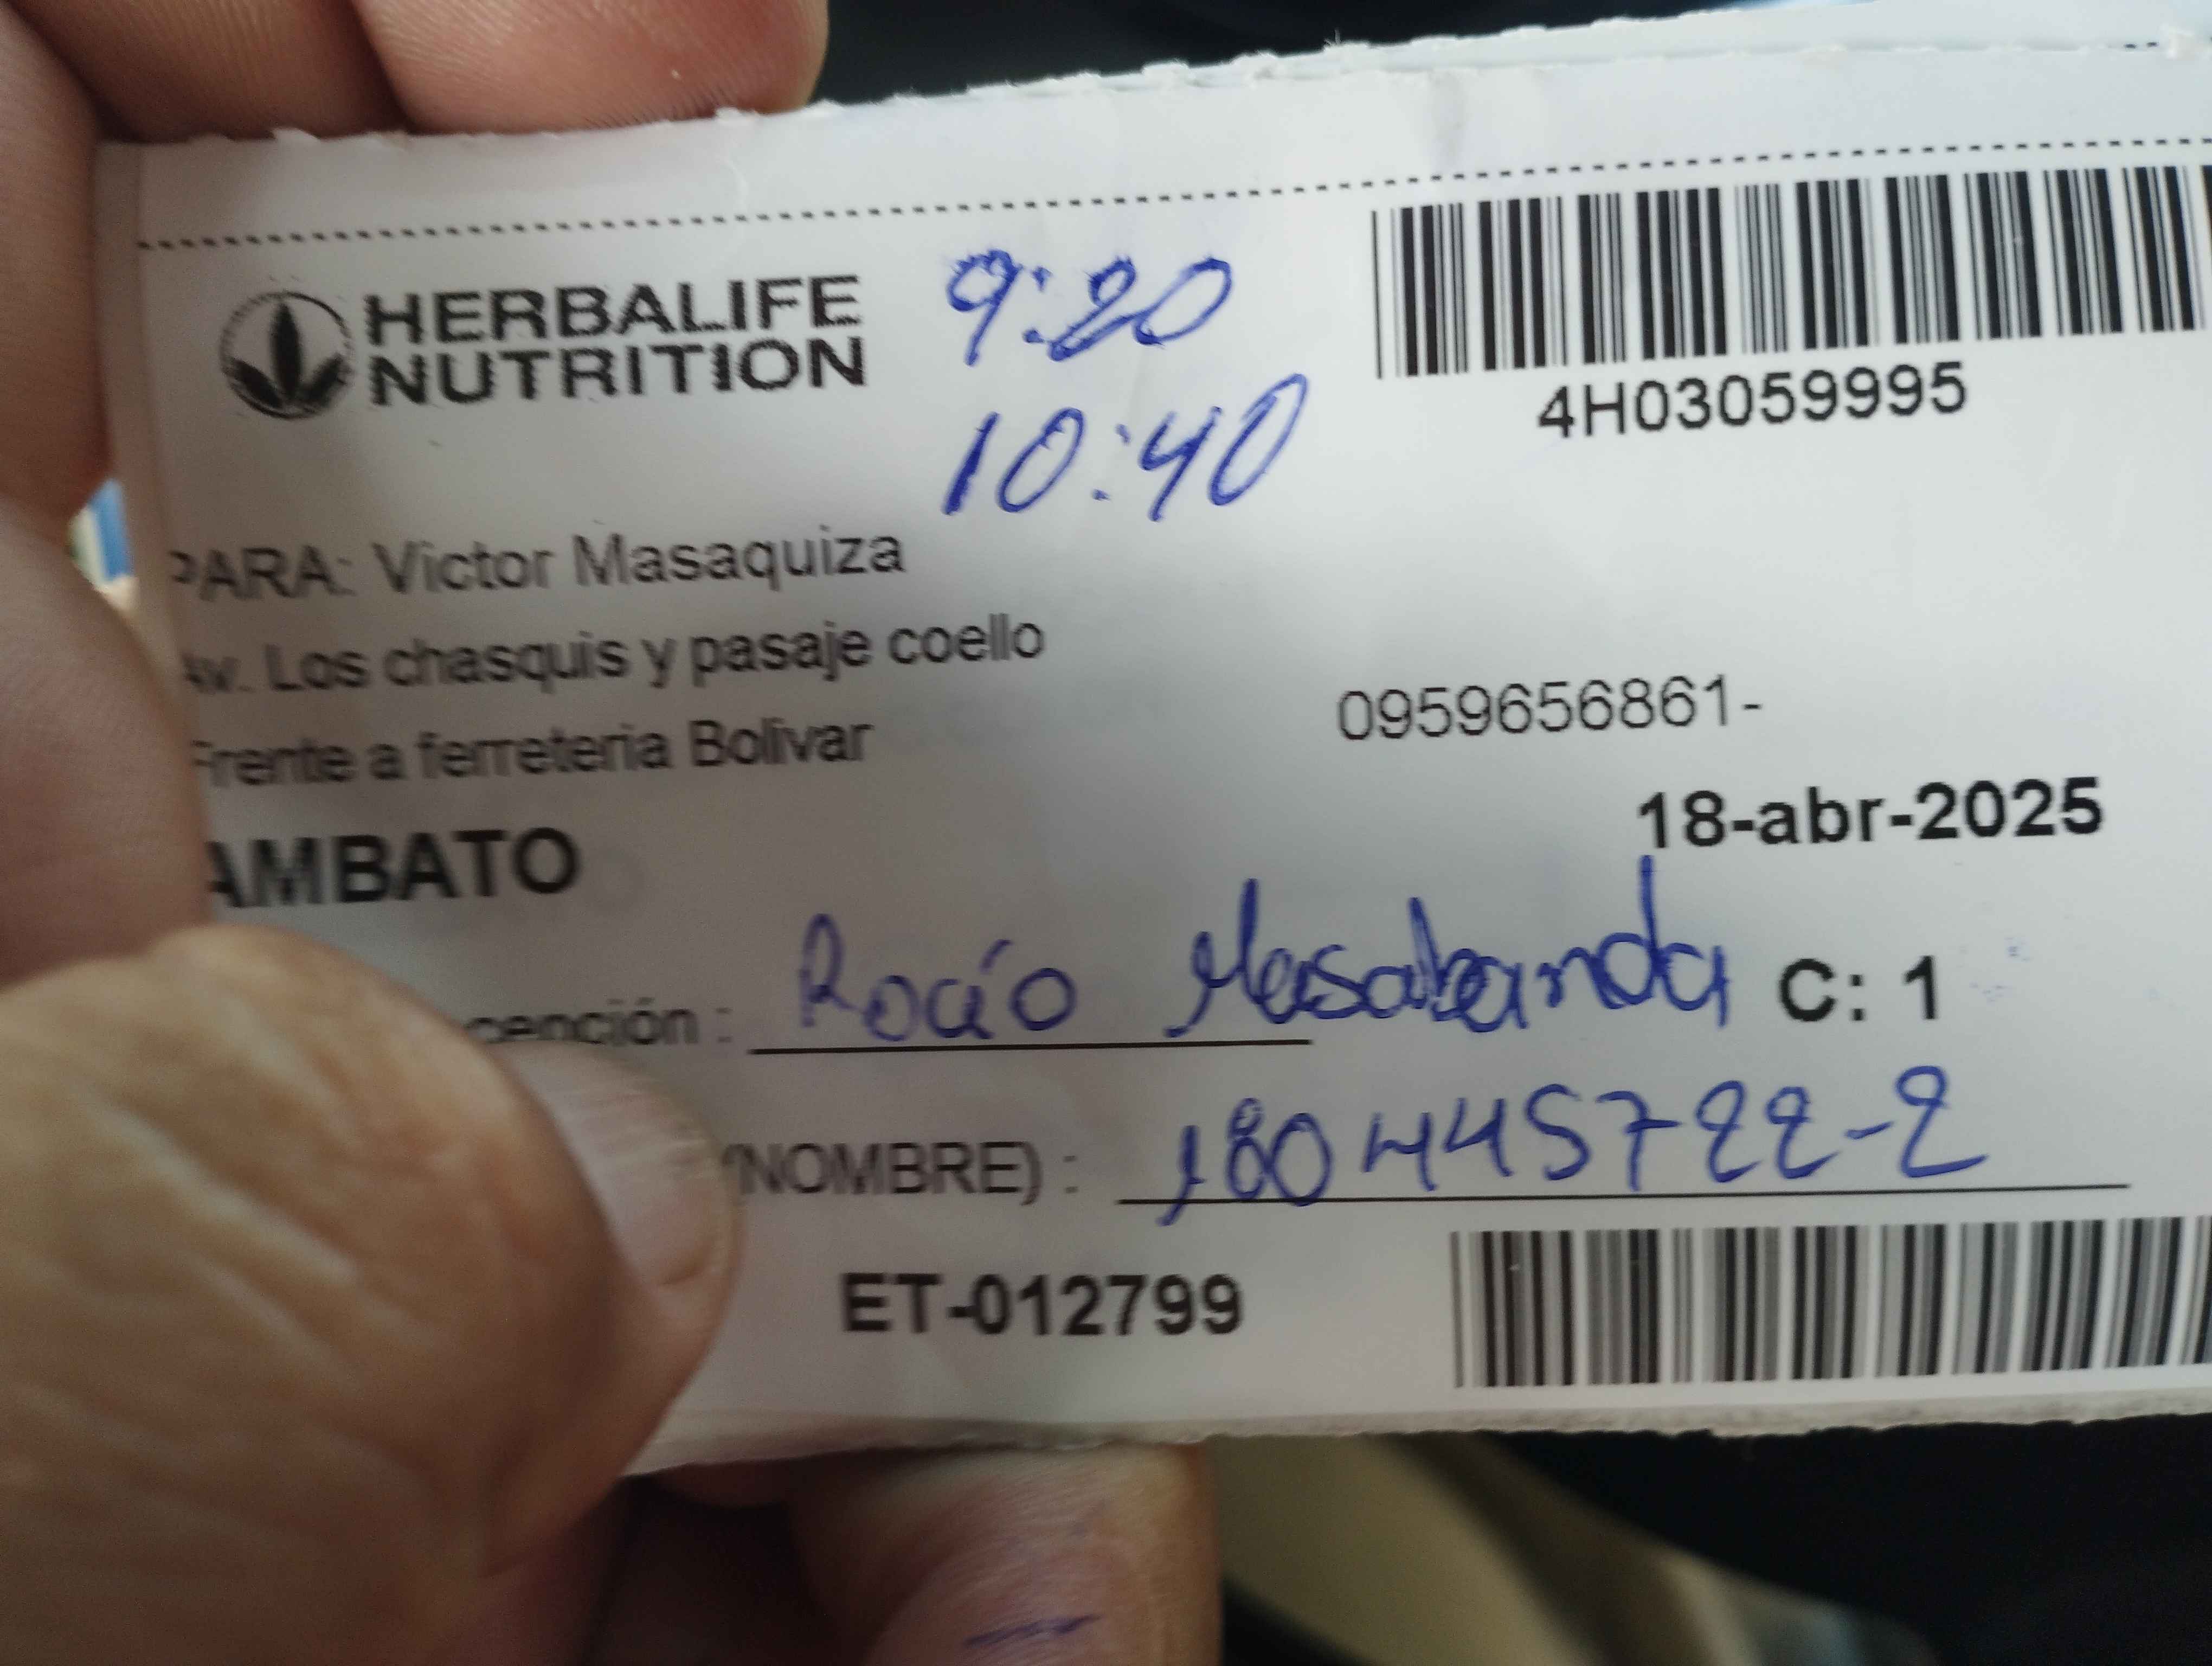 HERBALIFE
NUTRITION
9:20
10:40
4H03059995
PARA: Victor Masaquiza
Av. Los chasquis y pasaje coello
Frente a ferreteria Bolivar
0959656861-
AMBATO
18-abr-2025
Rocío Masabanda C: 1
(NOMBRE) : 180445722-2
ET-012799